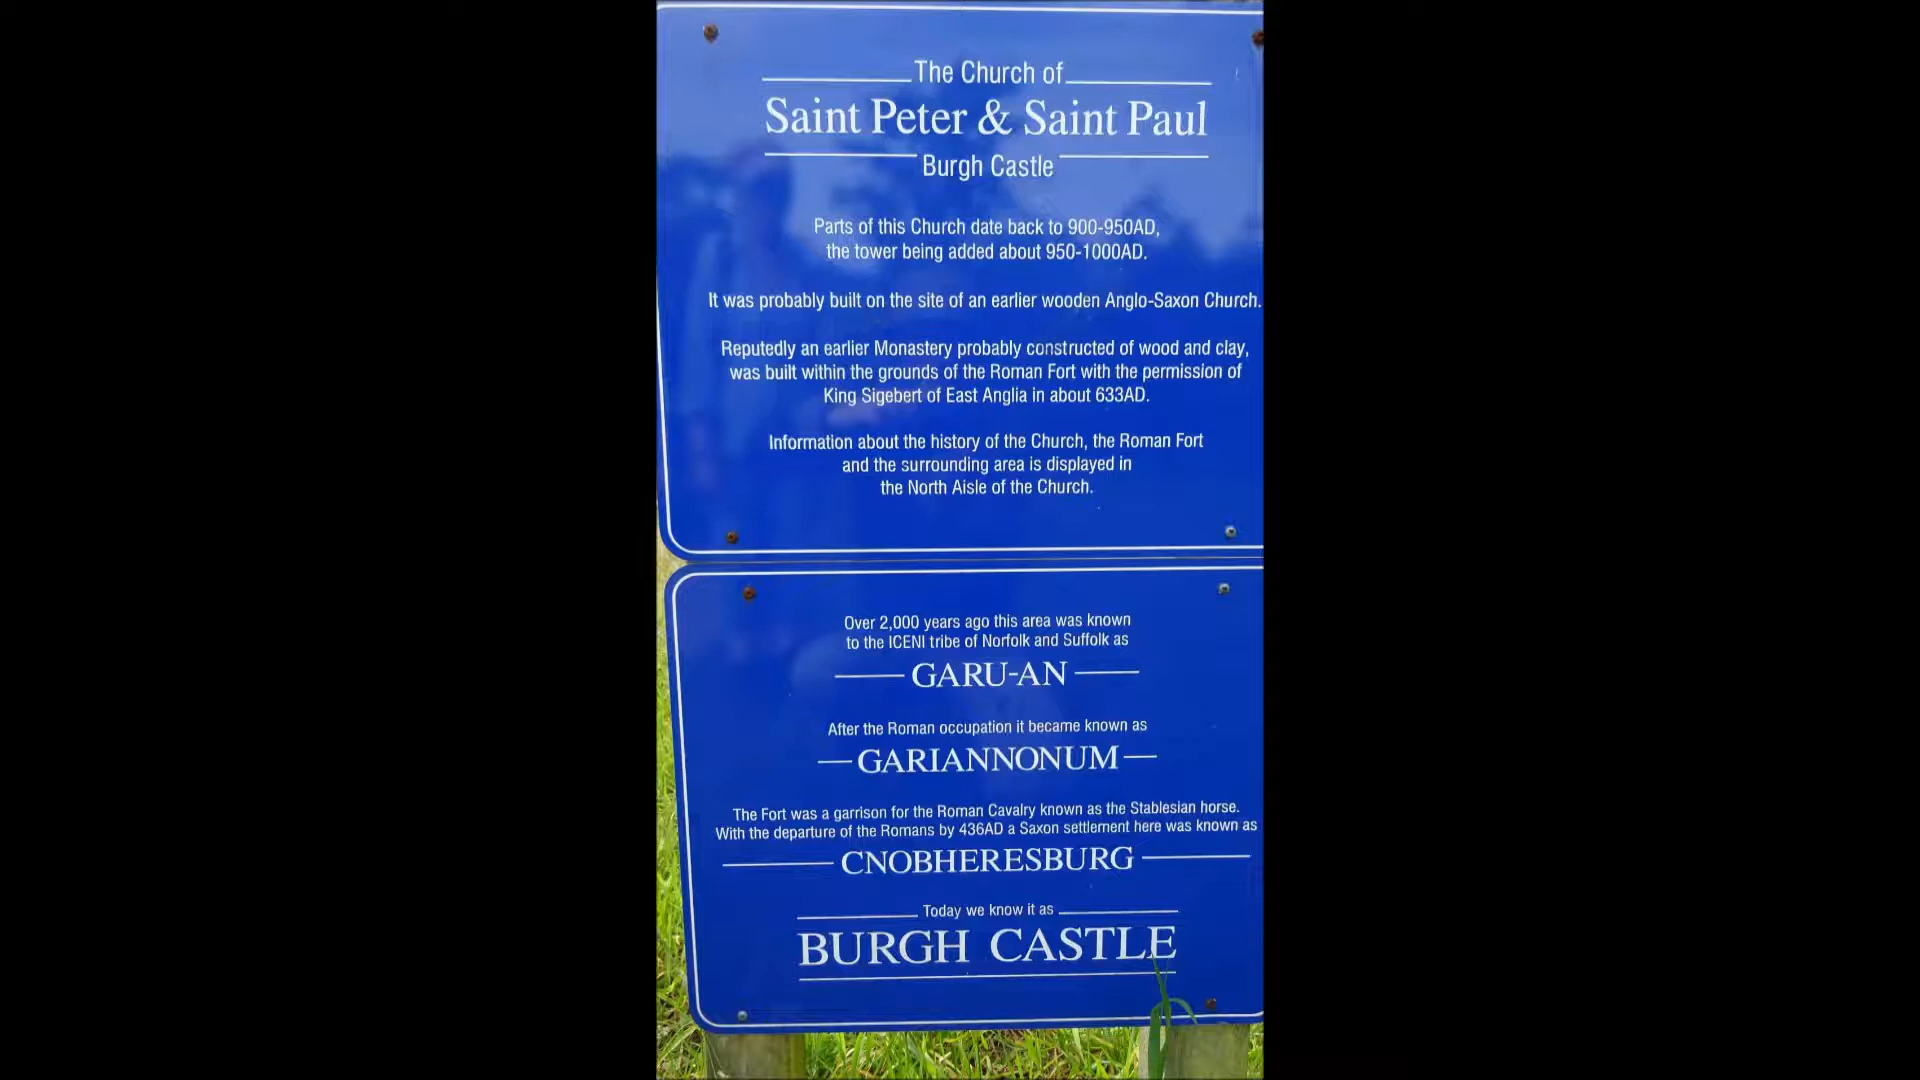 The Church of
Saint Peter & Saint Paul
Burgh Castle
Parts of this Church date back to 900-950AD,
the tower being added about 950-1000AD.
It was probably built on the site of an earlier wooden Anglo-Saxon Church.
Reputedly an earlier Monastery probably constructed of wood and clay,
was built within the grounds of the Roman Fort with the permission of
King Sigebert of East Anglia in about 633AD.
Information about the history of the Church, the Roman Fort
and the surrounding area is displayed in
the North Aisle of the Church.
Over 2,000 years ago this area was known
to the ICENI tribe of Norfolk and Suffolk as
GARU-AN
After the Roman occupation it became known as
GARIANNONUM
The Fort was a garrison for the Roman Cavalry known as the Stablesian horse.
With the departure of the Romans by 436AD a Saxon settlement here was known as
CNOBHERESBURG
Today we know it as
BURGH CASTLE